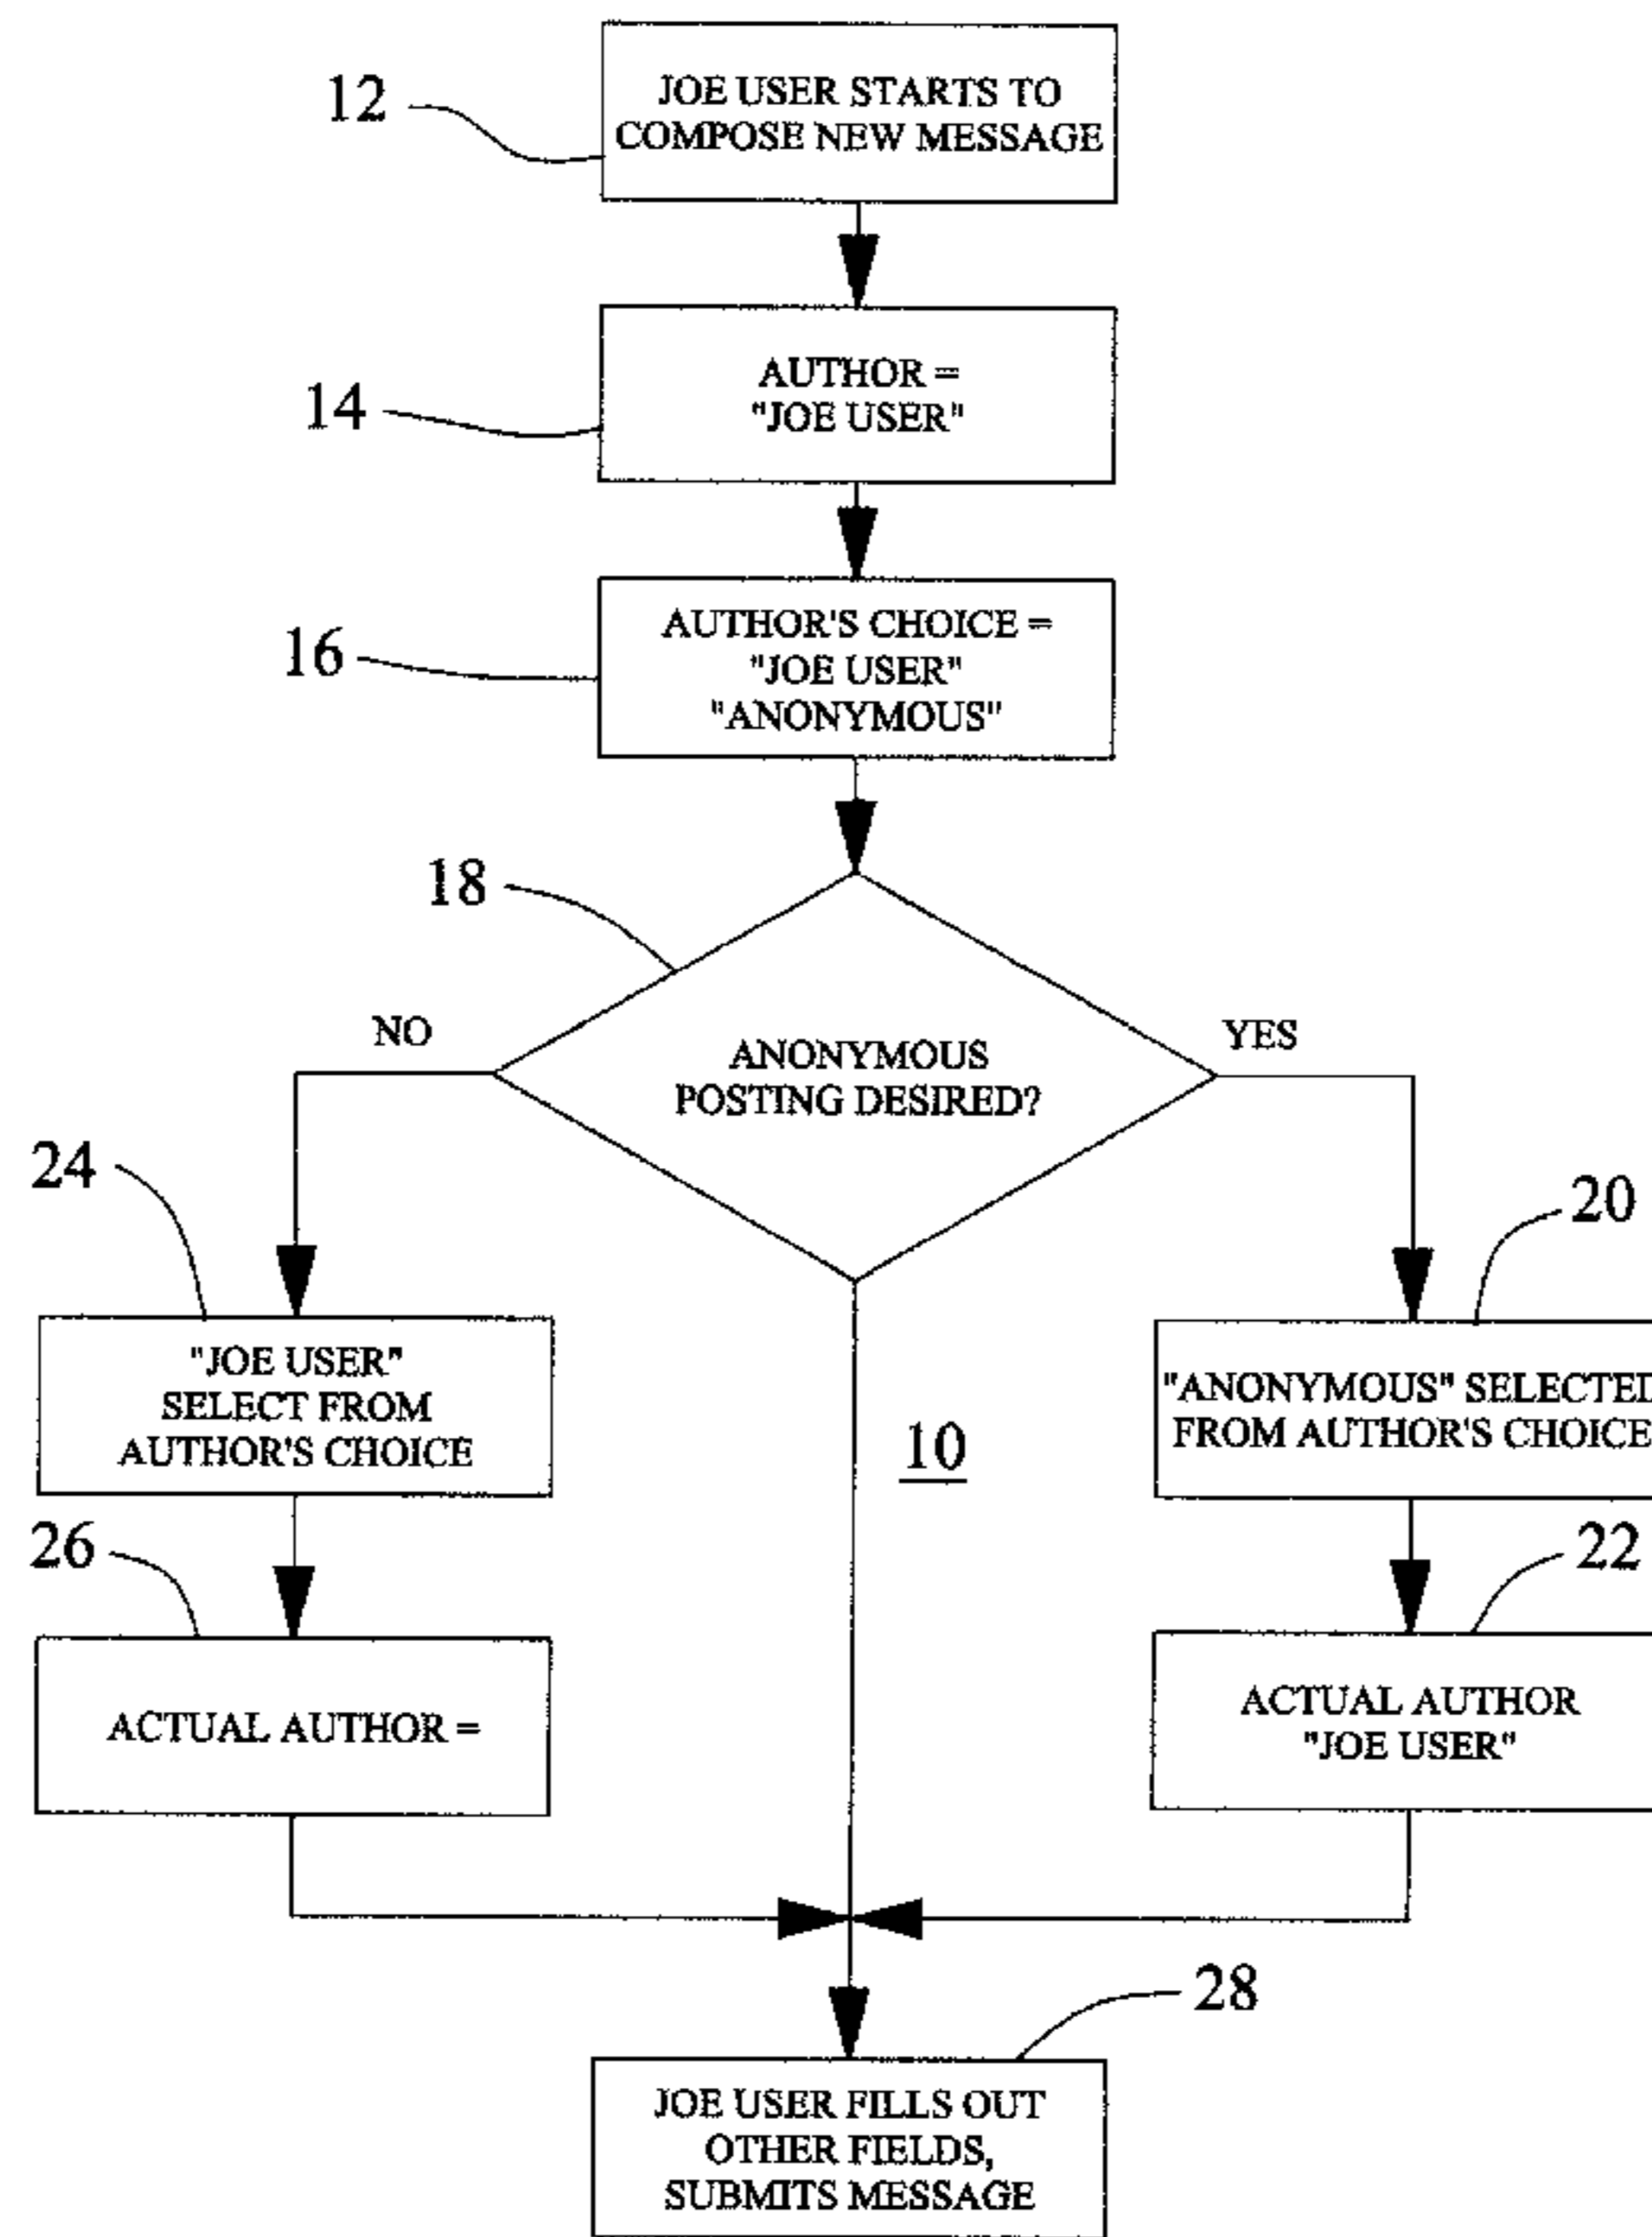 12
JOE USER STARTS TO
COMPOSE NEW MESSAGE
14
AUTHOR =
"JOE USER"
16
AUTHOR'S CHOICE =
"JOE USER"
"ANONYMOUS"
18
NO
YES
ANONYMOUS
POSTING DESIRED?
24
20
"JOE USER"
SELECT FROM
AUTHOR'S CHOICE
10
"ANONYMOUS" SELECTED
FROM AUTHOR'S CHOICE
26
22
ACTUAL AUTHOR =
ACTUAL AUTHOR
"JOE USER"
28
JOE USER FILLS OUT
OTHER FIELDS,
SUBMITS MESSAGE